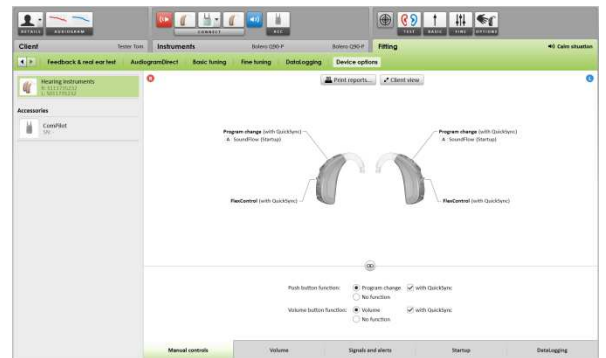 DETAILS
AUDIOGRAM
CONNECT
REC
TEST
BASIC
FINE
OPTIONS
Client
Tester Tom
Instruments
Bolero Q90-P
Bolero Q90-P
Fitting
Calm situation
Feedback & real ear test
AudiogramDirect
Basic tuning
Fine tuning
DataLogging
Device options
Hearing instruments
Print reports...
Client view
Accessories
ComPilot
SN: -
Program change (with QuickSync)
A SoundFlow (Startup)
Program change (with QuickSync)
A SoundFlow (Startup)
FlexControl (with QuickSync)
FlexControl (with QuickSync)
Push button function:
Program change
with QuickSync
No function
Volume button function:
Volume
with QuickSync
No function
Manual controls
Volume
Signals and alerts
Startup
DataLogging